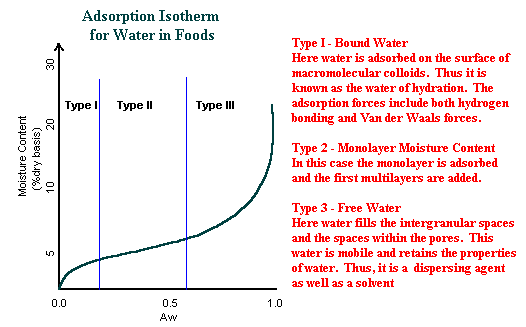 Adsorption Isotherm
for Water in Foods
30
20
10
5
Moisture Content
(%dry basis)
Type I
Type II
Type III
0.0
0.5
1.0
Aw
Type I - Bound Water
Here water is adsorbed on the surface of
macromolecular colloids. Thus it is
known as the water of hydration. The
adsorption forces include both hydrogen
bonding and Van der Waals forces.
Type 2 - Monolayer Moisture Content
In this case the monolayer is adsorbed
and the first multilayers are added.
Type 3 - Free Water
Here water fills the intergranular spaces
and the spaces within the pores. This
water is mobile and retains the properties
of water. Thus, it is a dispersing agent
as well as a solvent